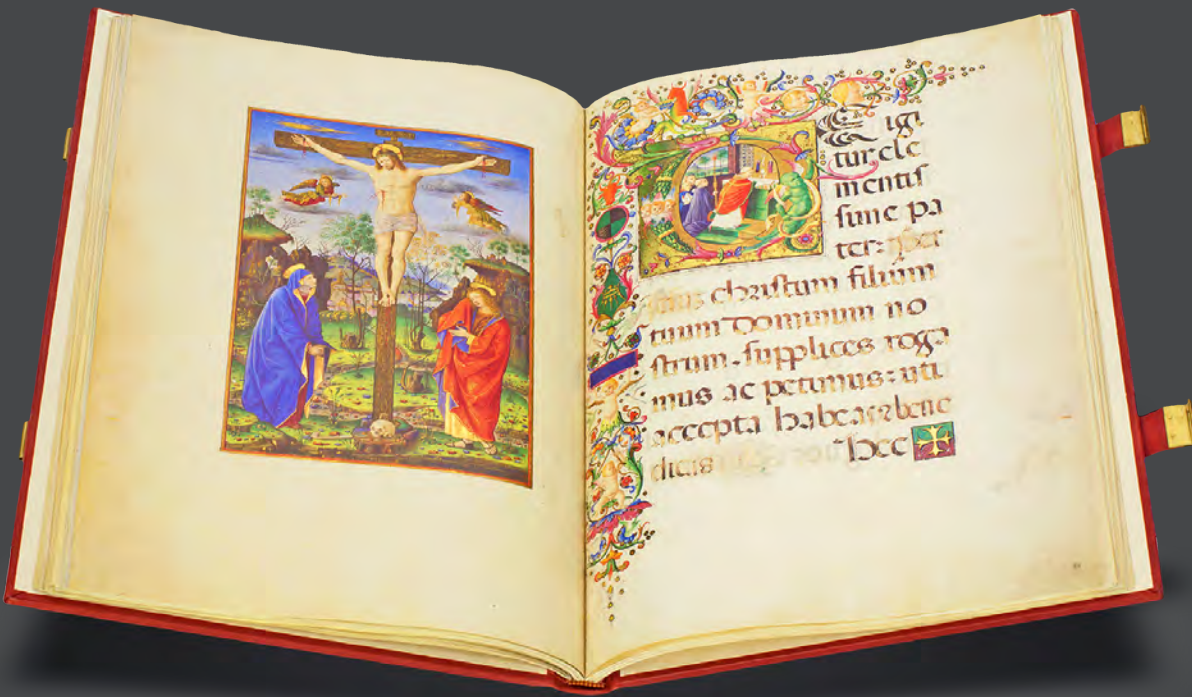 TE igi
tur cle
mentis
sime pa
ter: per
christum filium
tuum dominum no
strum. supplices roga
mus ac petimus: uti
accepta habeas et bene
dicas hec